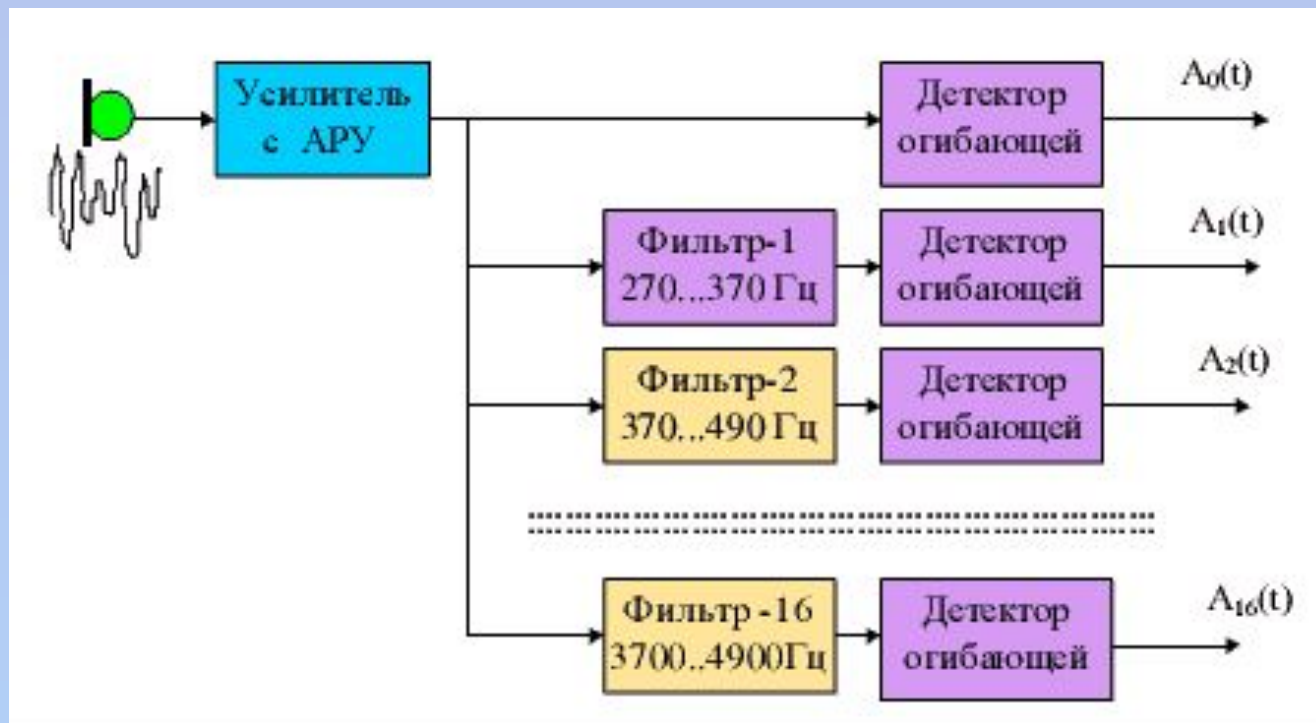 Усилитель
с АРУ
Детектор
огибающей
A₀(t)
Фильтр-1
270...370 Гц
Детектор
огибающей
A₁(t)
Фильтр-2
370...490 Гц
Детектор
огибающей
A₂(t)
Фильтр -16
3700..4900Гц
Детектор
огибающей
A₁₆(t)